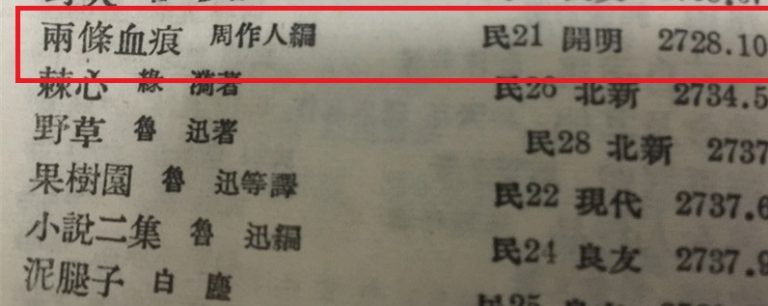 兩條血痕 周作人編 民21 開明 2728.10
棘心 綠漪著 民26 北新 2734.5
野草 魯 迅著 民28 北新 2737
果樹園 魯 迅等譯 民22 現代 2737.6
小說二集 魯 迅編 民24 良友 2737.9
泥腿子 白 塵